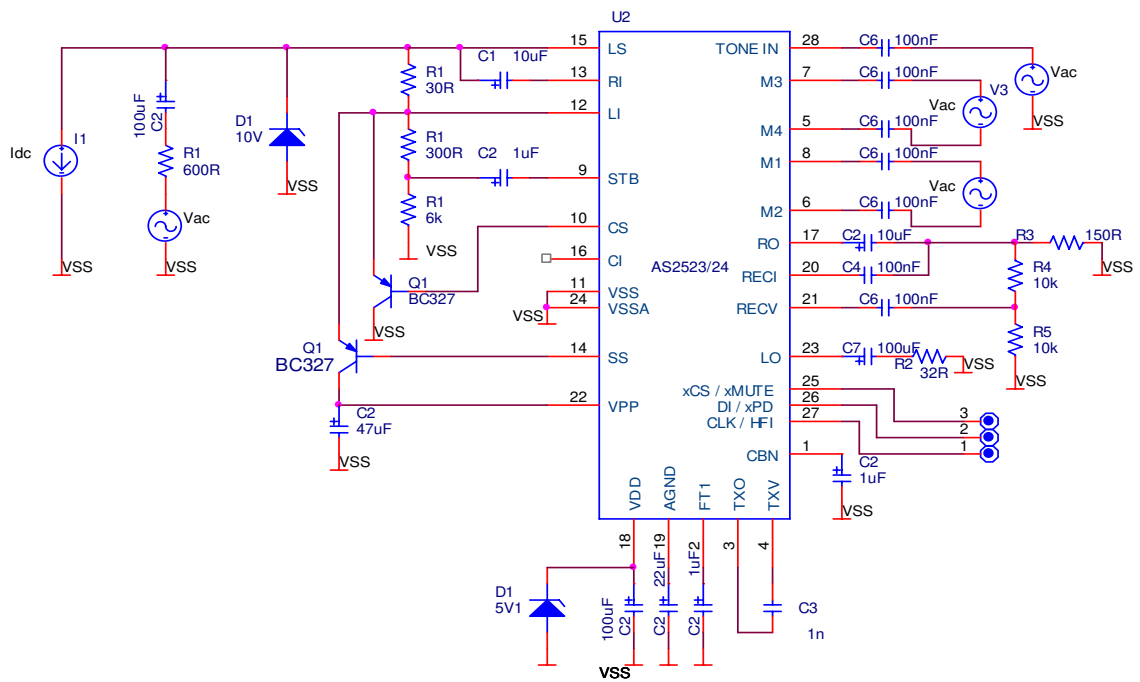 U2
AS2523/24
15 LS
13 RI
12 LI
9 STB
10 CS
16 CI
11 VSS
24 VSSA
14 SS
22 VPP
TONE IN 28
M3 7
M4 5
M1 8
M2 6
RO 17
RECI 20
RECV 21
LO 23
xCS / xMUTE 25
DI / xPD 26
CLK / HFI 27
CBN 1
VDD 18
AGND 19
FT1 2
TXO 3
TXV 4
Idc
I1
VSS
100uF
C2
R1
600R
Vac
VSS
D1
10V
VSS
R1
30R
C1
10uF
R1
300R
C2
1uF
R1
6k
VSS
Q1
BC327
VSS
Q1
BC327
C2
47uF
VSS
VSS
C6 100nF
Vac
VSS
C6 100nF
Vac
V3
C6 100nF
C6 100nF
Vac
C6 100nF
C2 10uF
R3
150R
VSS
C4 100nF
R4
10k
C6 100nF
R5
10k
VSS
C7 100uF
R2
32R
VSS
3
2
1
C2
1uF
VSS
D1
5V1
100uF
C2
22uF
C2
1uF
C2
C3
1n
VSS